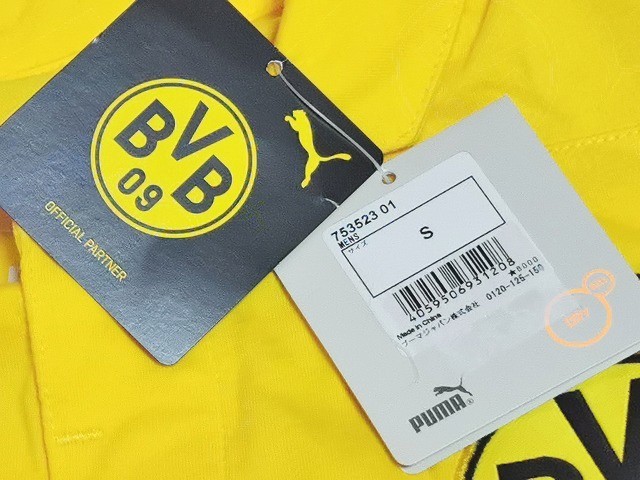 BVB
09
OFFICIAL PARTNER
753523 01
MENS
サイズ
S
4059506931208
★8000
Made in China
プーマジャパン株式会社 0120-125-150
PUMA®
BVB